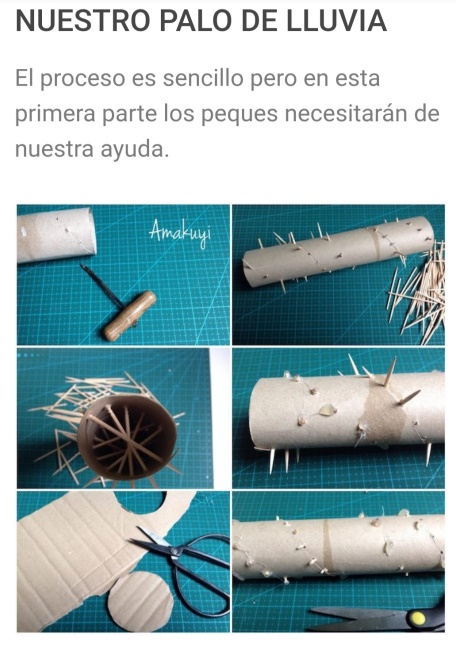 NUESTRO PALO DE LLUVIA
El proceso es sencillo pero en esta
primera parte los peques necesitarán de
nuestra ayuda.
Amakuyi